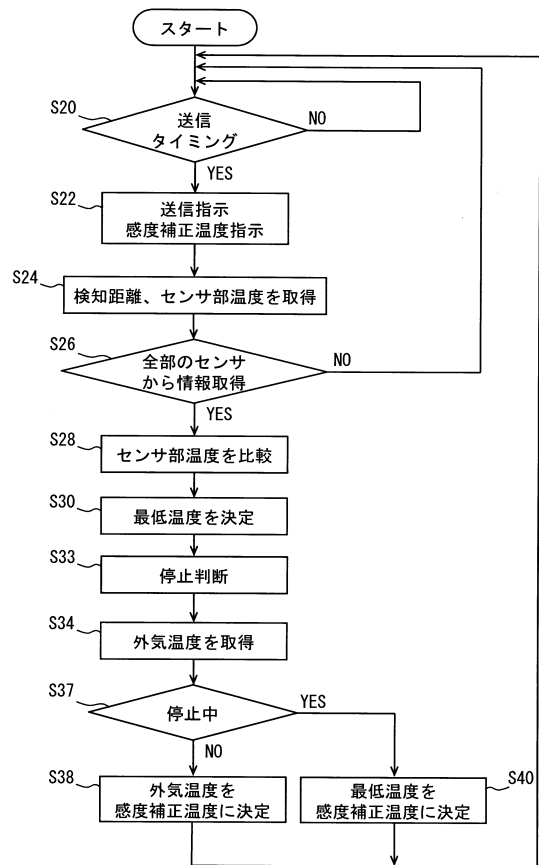 スタート
S20
送信
タイミング
NO
YES
S22
送信指示
感度補正温度指示
S24
検知距離、センサ部温度を取得
S26
全部のセンサ
から情報取得
NO
YES
S28
センサ部温度を比較
S30
最低温度を決定
S33
停止判断
S34
外気温度を取得
S37
停止中
YES
NO
S38
外気温度を
感度補正温度に決定
S40
最低温度を
感度補正温度に決定